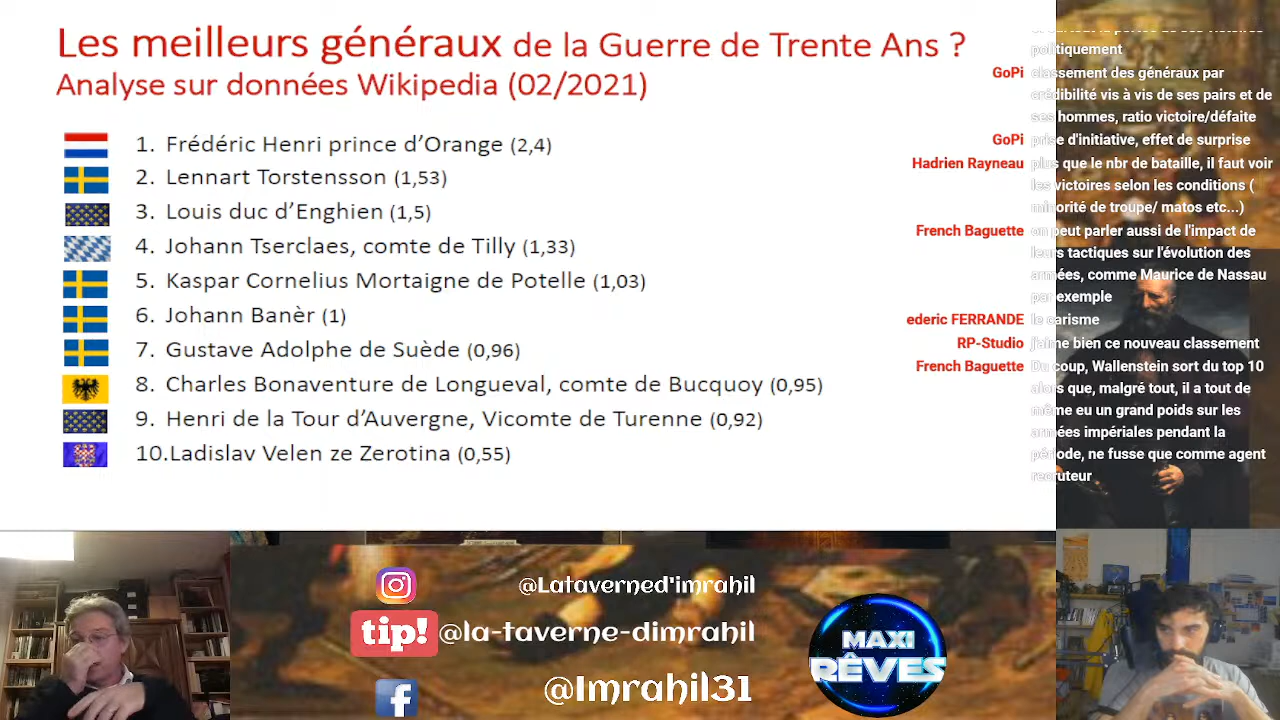 Les meilleurs généraux de la Guerre de Trente Ans ?
Analyse sur données Wikipedia (02/2021)
1. Frédéric Henri prince d'Orange (2,4)
2. Lennart Torstensson (1,53)
3. Louis duc d'Enghien (1,5)
4. Johann Tserclaes, comte de Tilly (1,33)
5. Kaspar Cornelius Mortaigne de Potelle (1,03)
6. Johann Banèr (1)
7. Gustave Adolphe de Suède (0,96)
8. Charles Bonaventure de Longueval, comte de Bucquoy (0,95)
9. Henri de la Tour d'Auvergne, Vicomte de Turenne (0,92)
10.Ladislav Velen ze Zerotina (0,55)
politiquement
GoPi classement des généraux par
crédibilité vis à vis de ses pairs et de
ses hommes, ratio victoire/défaite
GoPi prise d'initiative, effet de surprise
Hadrien Rayneau plus que le nbr de bataille, il faut voir
les victoires selon les conditions (
minorité de troupe/ matos etc...)
French Baguette on peut parler aussi de l'impact de
leurs tactiques sur l'évolution des
armées, comme Maurice de Nassau
par exemple
ederic FERRANDE le carisme
RP-Studio j'aime bien ce nouveau classement
French Baguette Du coup, Wallenstein sort du top 10
alors que, malgré tout, il a tout de
même eu un grand poids sur les
armées impériales pendant la
période, ne fusse que comme agent
recruteur
@Lataverned'imrahil
tip! @la-taverne-dimrahil
@Imrahil31
MAXI
RÊVES